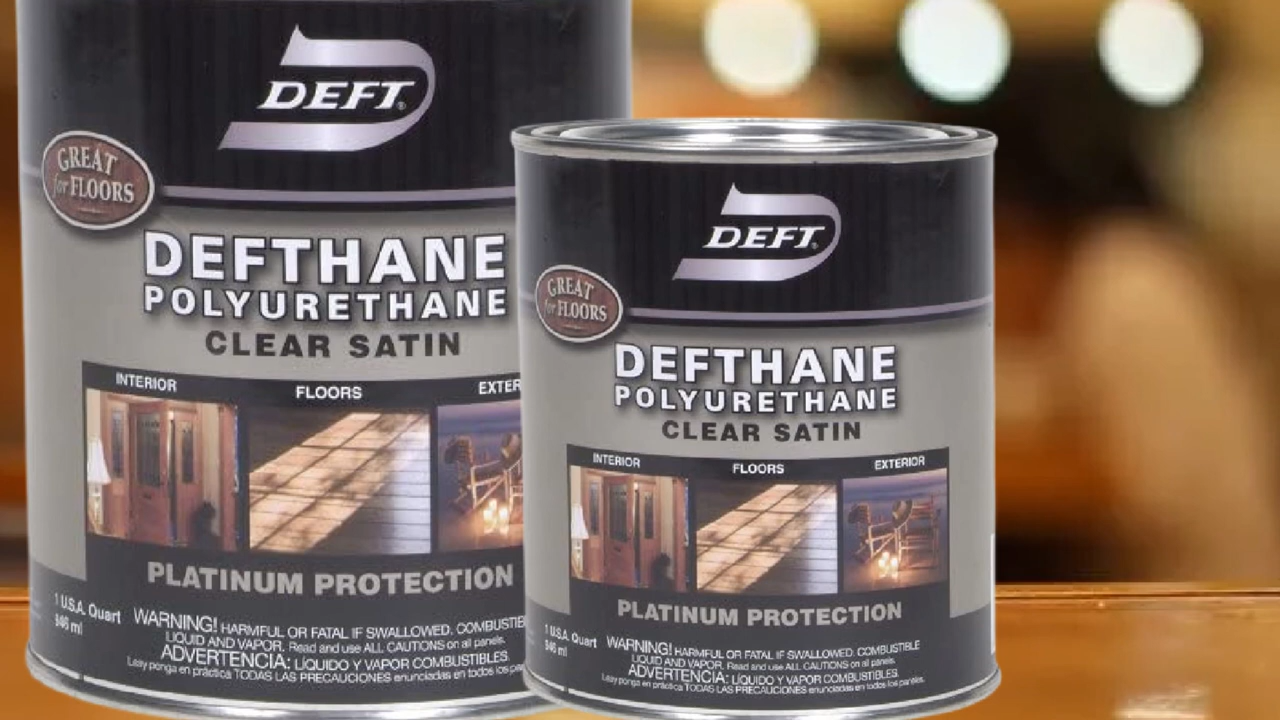 DEFT
GREAT
for FLOORS
DEFTHANE
POLYURETHANE
CLEAR SATIN
INTERIOR
FLOORS
EXTER
PLATINUM PROTECTION
1 U.S.A. Quart
946 ml
WARNING! HARMFUL OR FATAL IF SWALLOWED. COMBUSTIB
LIQUID AND VAPOR. Read and use ALL CAUTIONS on all panels.
ADVERTENCIA: LÍQUIDO Y VAPOR COMBUSTIBLES.
Lea y ponga en práctica TODAS LAS PRECAUCIONES enunciadas en todos los pa
DEFT
GREAT
for FLOORS
DEFTHANE
POLYURETHANE
CLEAR SATIN
INTERIOR
FLOORS
EXTERIOR
PLATINUM PROTECTION
1 U.S.A. Quart
946 ml
WARNING! HARMFUL OR FATAL IF SWALLOWED. COMBUSTIBLE
LIQUID AND VAPOR. Read and use ALL CAUTIONS on all panels.
ADVERTENCIA: LÍQUIDO Y VAPOR COMBUSTIBLES.
Lea y ponga en práctica TODAS LAS PRECAUCIONES enunciadas en todos los paneles.